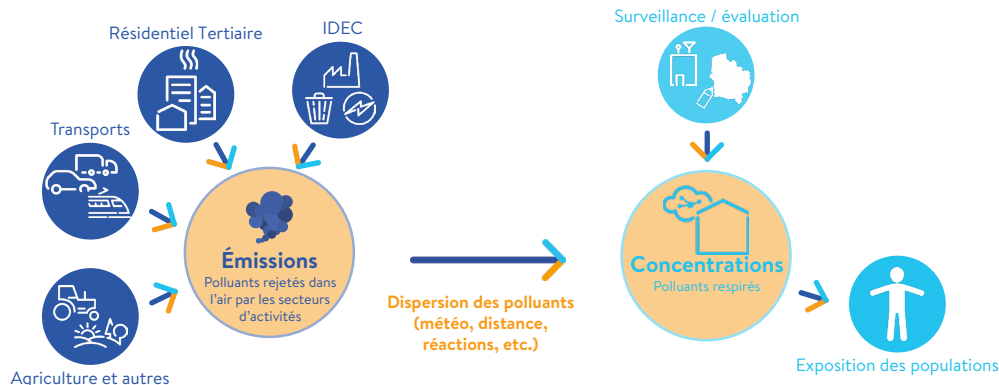 Résidentiel Tertiaire
IDEC
Transports
Agriculture et autres
Émissions
Polluants rejetés dans
l'air par les secteurs
d'activités
Dispersion des polluants
(météo, distance,
réactions, etc.)
Surveillance / évaluation
Concentrations
Polluants respirés
Exposition des populations